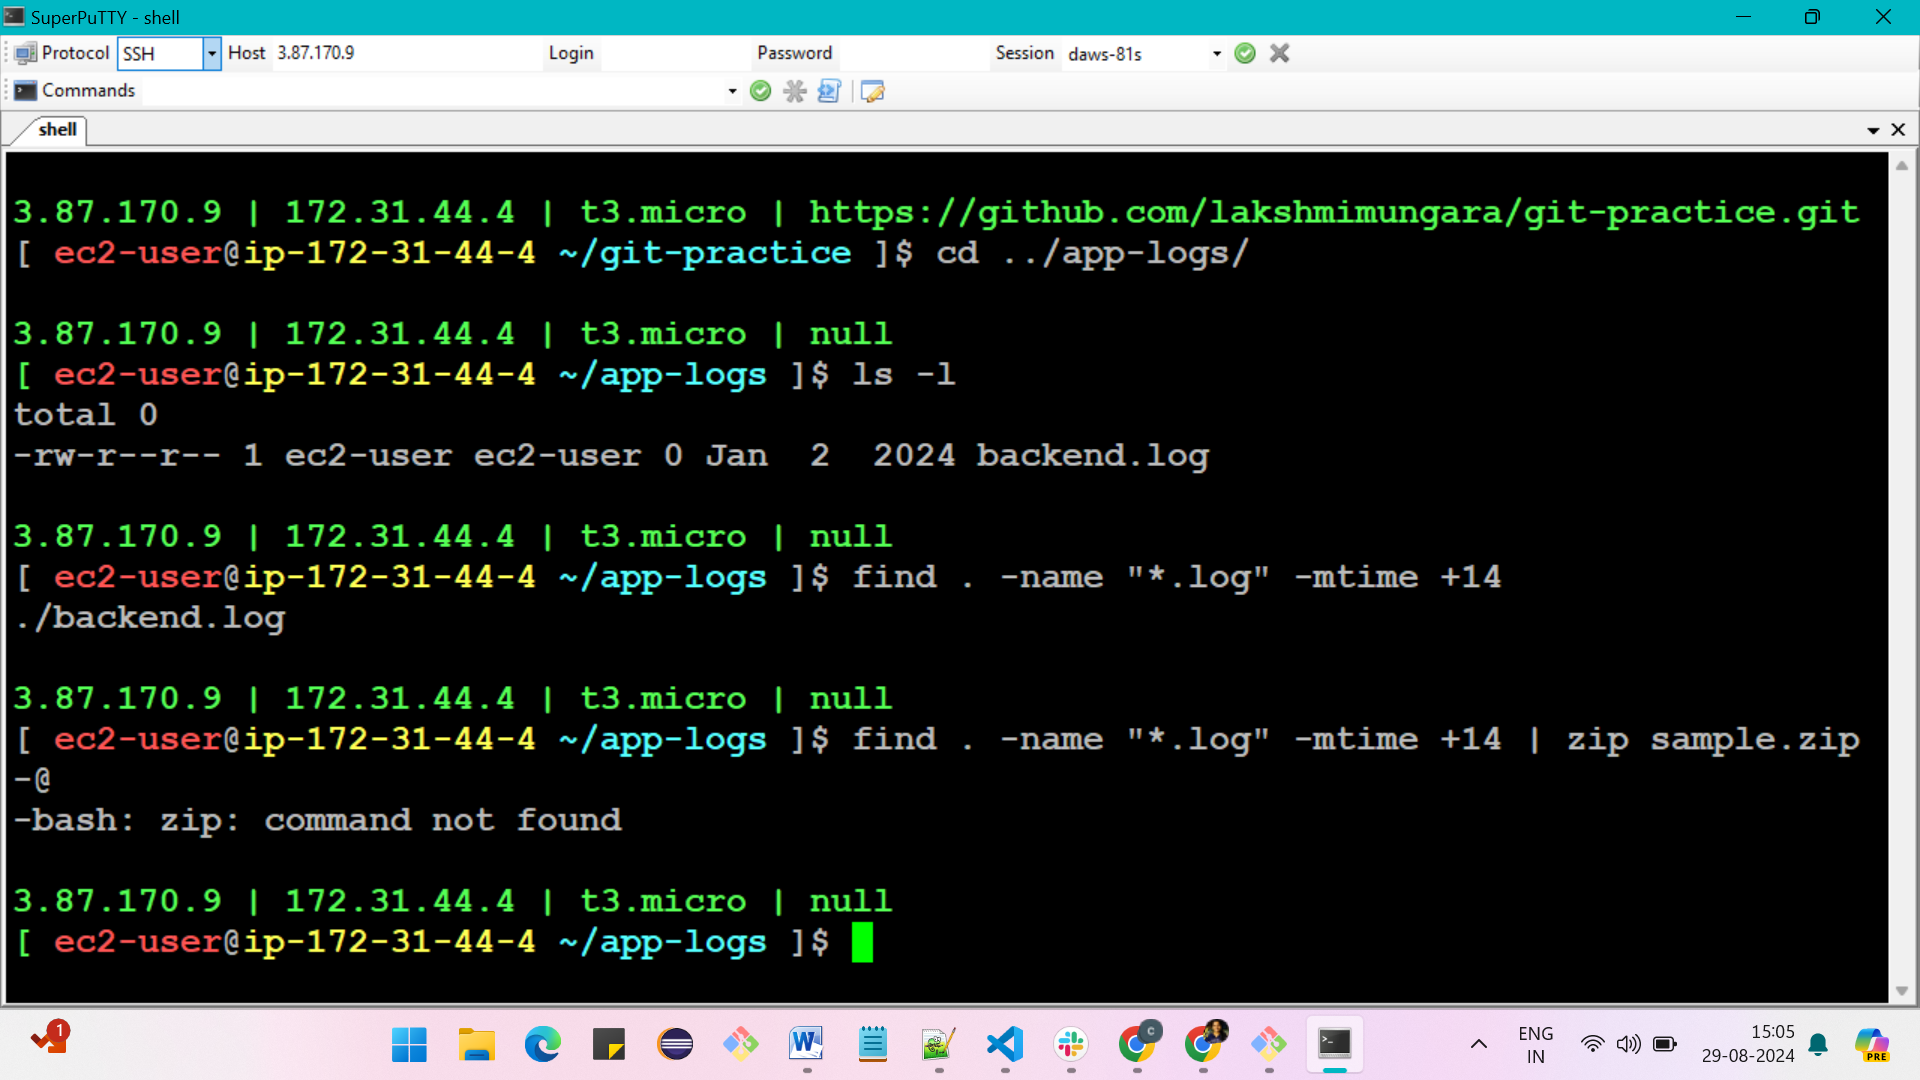 SuperPuTTY - shell
Protocol SSH Host 3.87.170.9 Login Password Session daws-81s
Commands
shell
3.87.170.9 | 172.31.44.4 | t3.micro | https://github.com/lakshmimungara/git-practice.git
[ ec2-user@ip-172-31-44-4 ~/git-practice ]$ cd ../app-logs/
3.87.170.9 | 172.31.44.4 | t3.micro | null
[ ec2-user@ip-172-31-44-4 ~/app-logs ]$ ls -l
total 0
-rw-r--r-- 1 ec2-user ec2-user 0 Jan  2  2024 backend.log
3.87.170.9 | 172.31.44.4 | t3.micro | null
[ ec2-user@ip-172-31-44-4 ~/app-logs ]$ find . -name "*.log" -mtime +14
./backend.log
3.87.170.9 | 172.31.44.4 | t3.micro | null
[ ec2-user@ip-172-31-44-4 ~/app-logs ]$ find . -name "*.log" -mtime +14 | zip sample.zip
-@
-bash: zip: command not found
3.87.170.9 | 172.31.44.4 | t3.micro | null
[ ec2-user@ip-172-31-44-4 ~/app-logs ]$
1
W
C
ENG
IN
15:05
29-08-2024
PRE